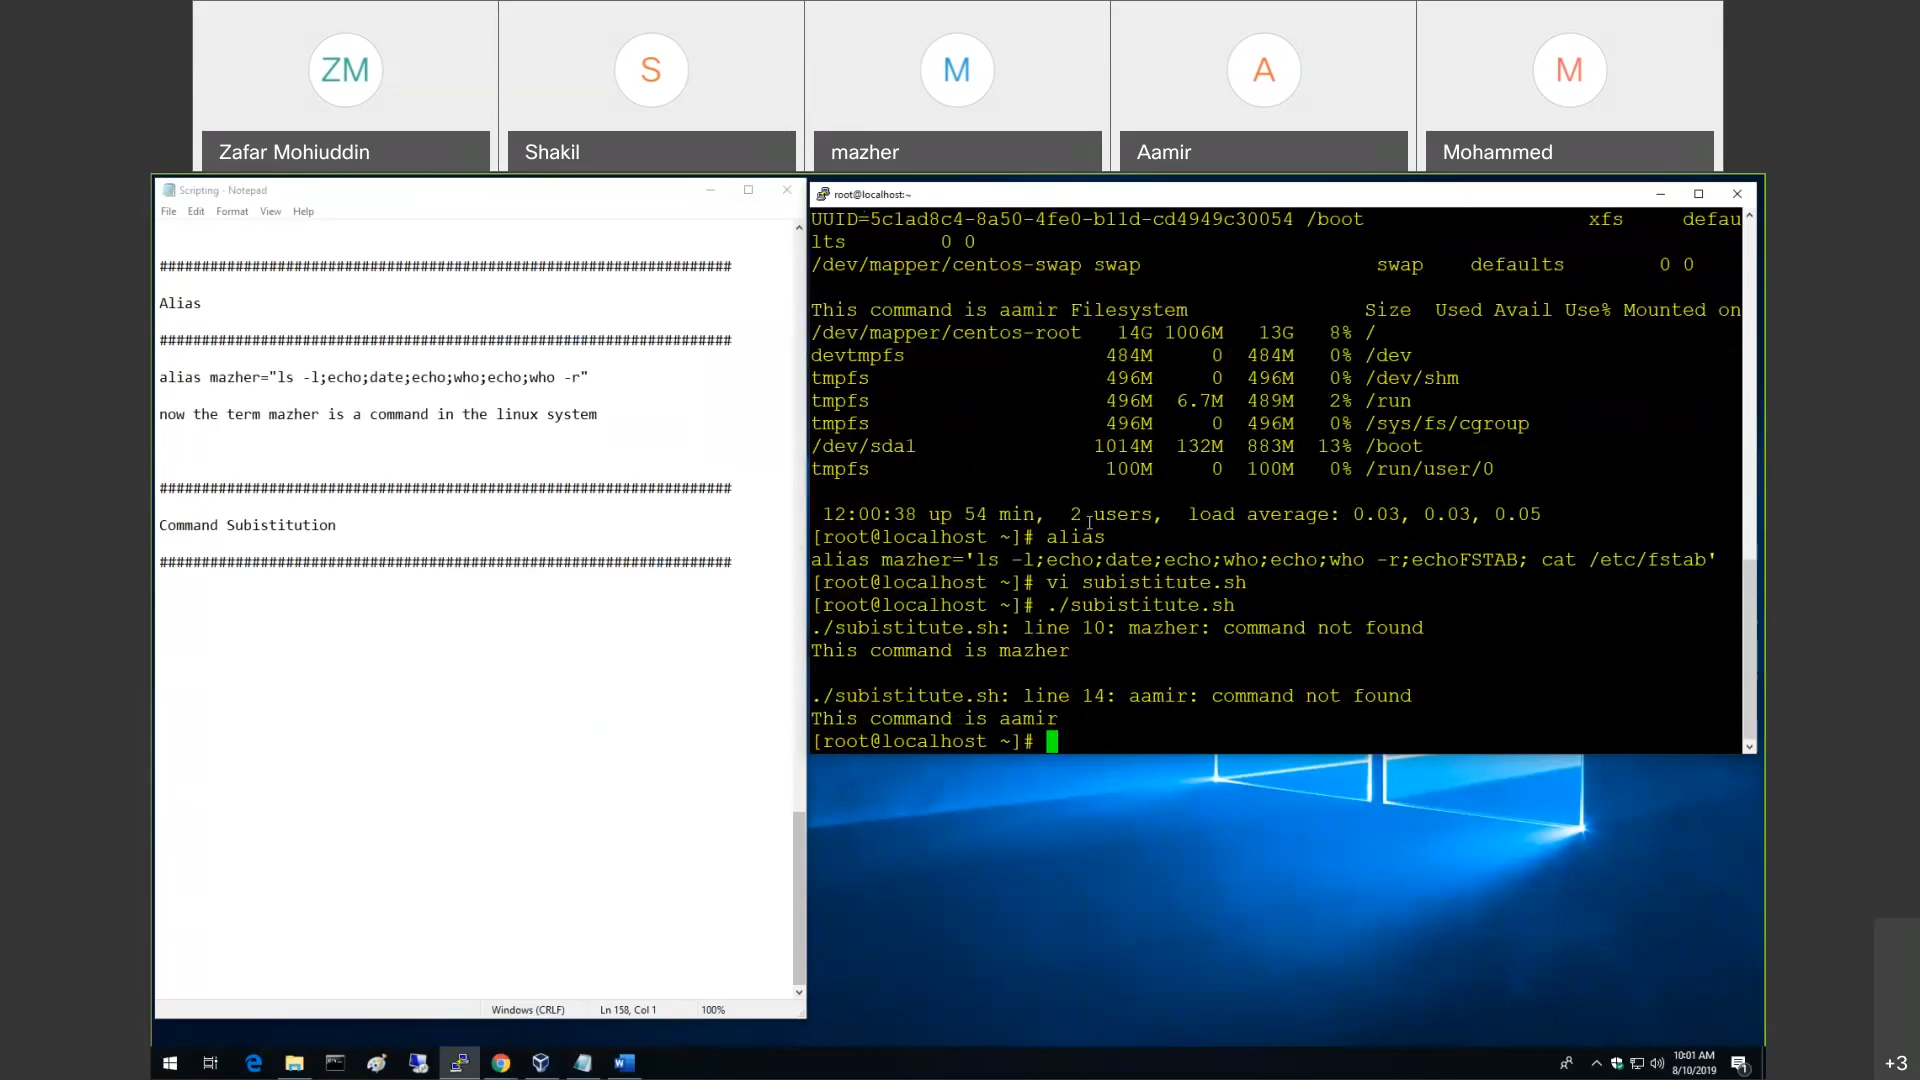 ZM
S
M
A
M
Zafar Mohiuddin
Shakil
mazher
Aamir
Mohammed
Scripting - Notepad
File Edit Format View Help
#####################################################################
Alias
#####################################################################
alias mazher="ls -l;echo;date;echo;who;echo;who -r"
now the term mazher is a command in the linux system
#####################################################################
Command Subistitution
#####################################################################
Windows (CRLF) Ln 158, Col 1 100%
root@localhost:~
UUID=5c1ad8c4-8a50-4fe0-b11d-cd4949c30054 /boot xfs defau
lts 0 0
/dev/mapper/centos-swap swap swap defaults 0 0
This command is aamir Filesystem Size Used Avail Use% Mounted on
/dev/mapper/centos-root 14G 1006M 13G 8% /
devtmpfs 484M 0 484M 0% /dev
tmpfs 496M 0 496M 0% /dev/shm
tmpfs 496M 6.7M 489M 2% /run
tmpfs 496M 0 496M 0% /sys/fs/cgroup
/dev/sda1 1014M 132M 883M 13% /boot
tmpfs 100M 0 100M 0% /run/user/0
12:00:38 up 54 min, 2 users, load average: 0.03, 0.03, 0.05
[root@localhost ~]# alias
alias mazher='ls -l;echo;date;echo;who;echo;who -r;echoFSTAB; cat /etc/fstab'
[root@localhost ~]# vi subistitute.sh
[root@localhost ~]# ./subistitute.sh
./subistitute.sh: line 10: mazher: command not found
This command is mazher
./subistitute.sh: line 14: aamir: command not found
This command is aamir
[root@localhost ~]#
10:01 AM
8/10/2019
1
+3